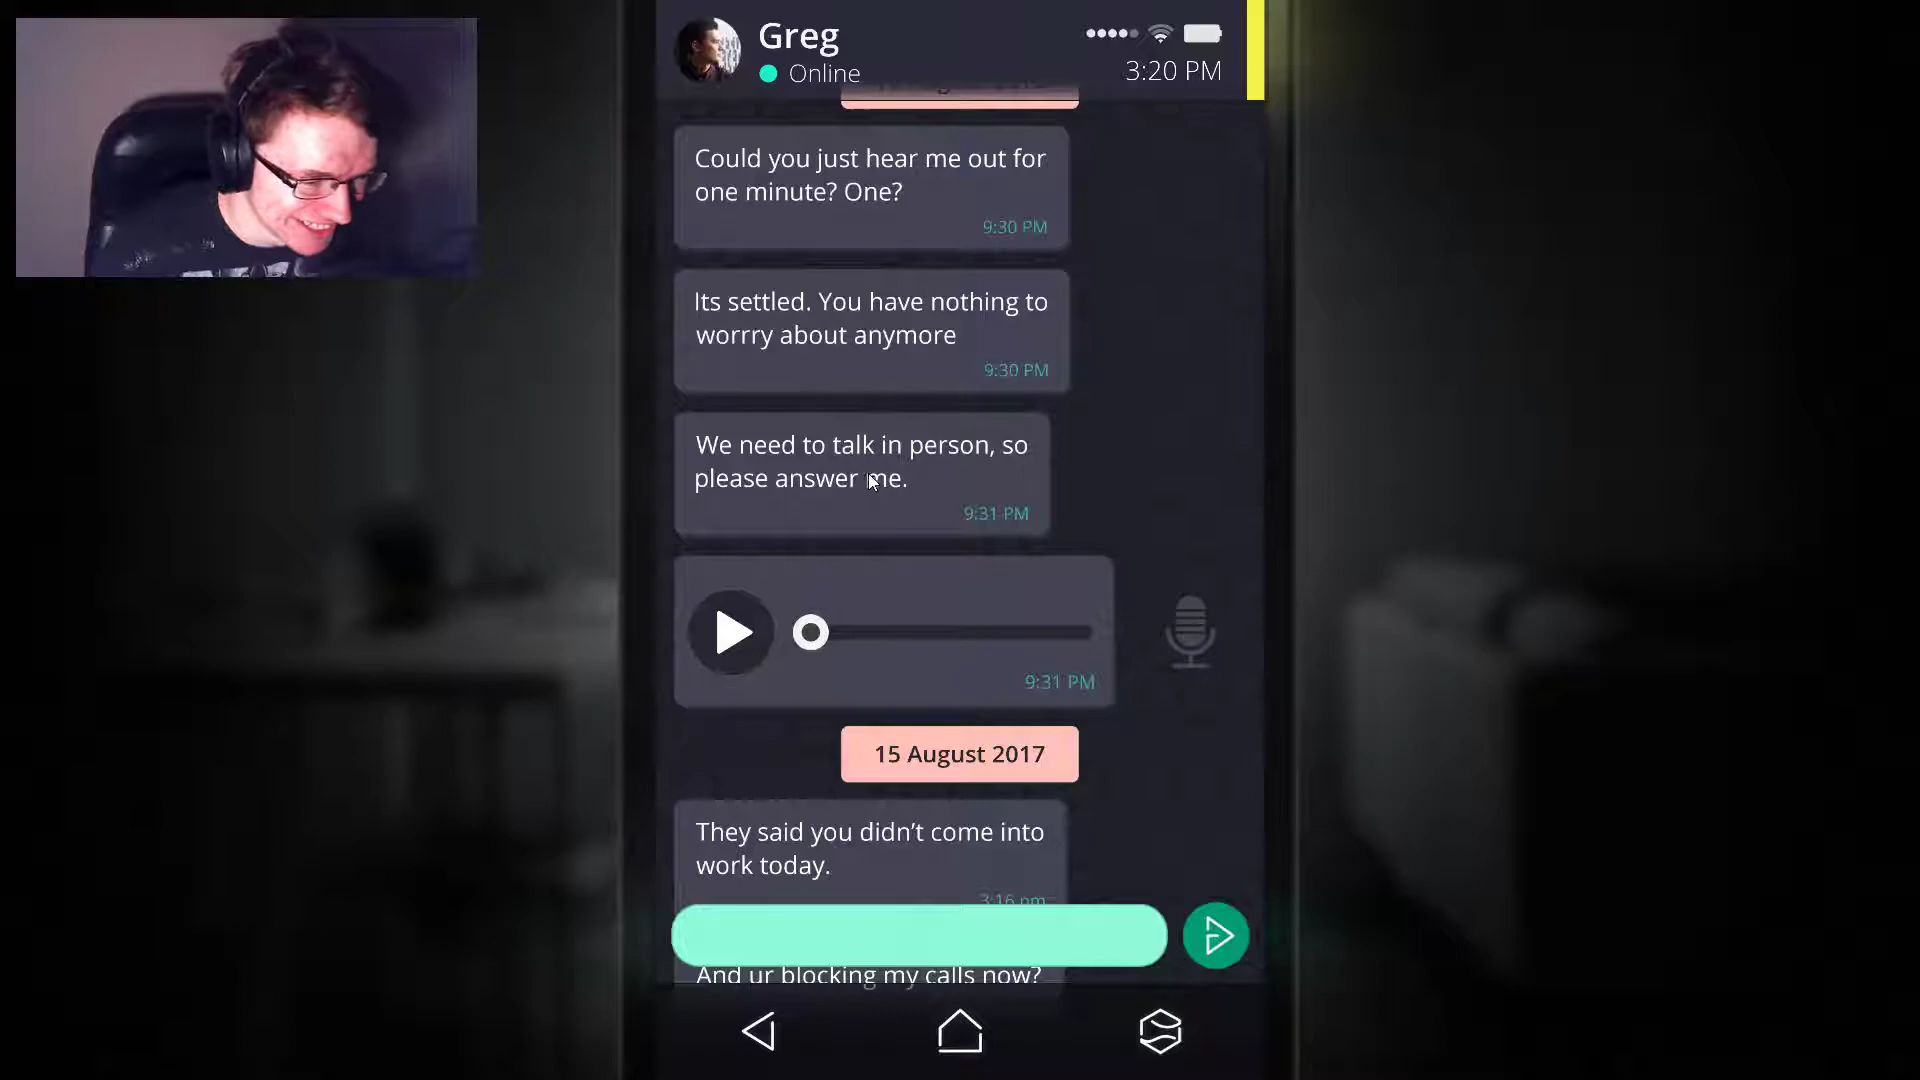 Greg
Online
3:20 PM
Could you just hear me out for
one minute? One?
9:30 PM
Its settled. You have nothing to
worrry about anymore
9:30 PM
We need to talk in person, so
please answer me.
9:31 PM
9:31 PM
15 August 2017
They said you didn't come into
work today.
3:16 pm
And ur blocking my calls now?